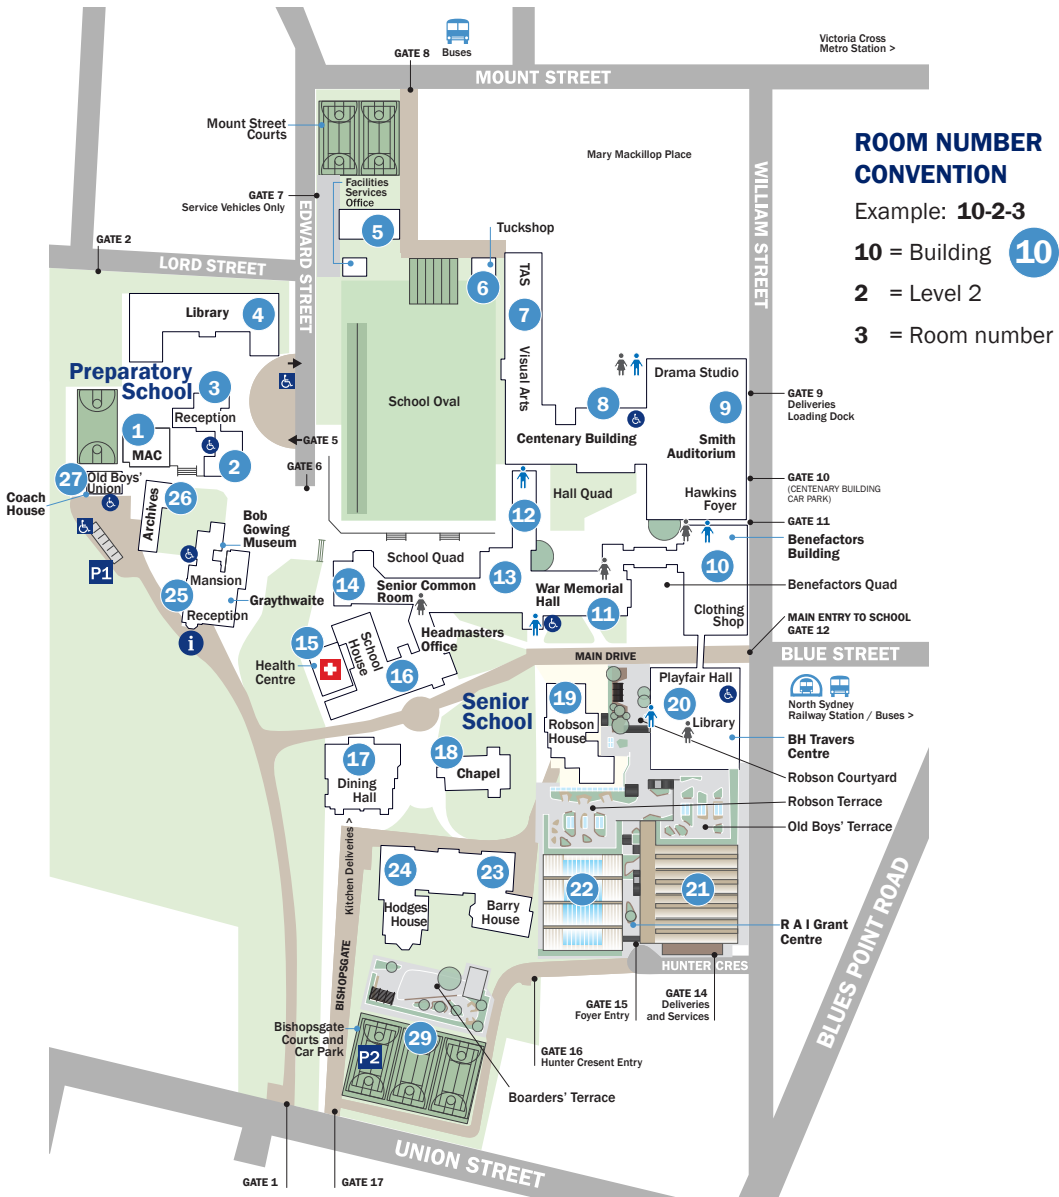 Victoria Cross
Metro Station >
GATE 8
Buses
MOUNT STREET
Mount Street
Courts
Mary Mackillop Place
ROOM NUMBER
CONVENTION
Example: 10-2-3
10 = Building 10
2 = Level 2
3 = Room number
Facilities
Services
Office
GATE 7
Service Vehicles Only
EDWARD STREET
WILLIAM STREET
5
Tuckshop
GATE 2
LORD STREET
6
TAS
7
Visual Arts
Library
4
Preparatory
School
3
Reception
1
MAC
2
School Oval
Drama Studio
8
9
Centenary Building
Smith
Auditorium
GATE 9
Deliveries
Loading Dock
GATE 5
GATE 6
27
Old Boys'
Union
Coach
House
26
Archives
Hall Quad
Hawkins
Foyer
GATE 10
(CENTENARY BUILDING
CAR PARK)
GATE 11
Benefactors
Building
12
Bob
Gowing
Museum
P1
School Quad
14
Senior Common
Room
13
War Memorial
Hall
11
10
Benefactors Quad
Mansion
25
Graythwaite
Reception
i
Clothing
Shop
MAIN ENTRY TO SCHOOL
GATE 12
Headmasters
Office
15
School
House
16
Health
Centre
MAIN DRIVE
BLUE STREET
Senior
School
Playfair Hall
19
20
Robson
House
Library
North Sydney
Railway Station / Buses >
BH Travers
Centre
17
18
Dining
Hall
Chapel
Robson Courtyard
Robson Terrace
Old Boys' Terrace
Kitchen Deliveries >
24
23
22
21
Hodges
House
Barry
House
R A I Grant
Centre
BISHOPSGATE
BLUES POINT ROAD
HUNTER CRES
GATE 15
Foyer Entry
GATE 14
Deliveries
and Services
Bishopsgate
Courts and
Car Park
29
P2
GATE 16
Hunter Cresent Entry
Boarders' Terrace
UNION STREET
GATE 1
GATE 17